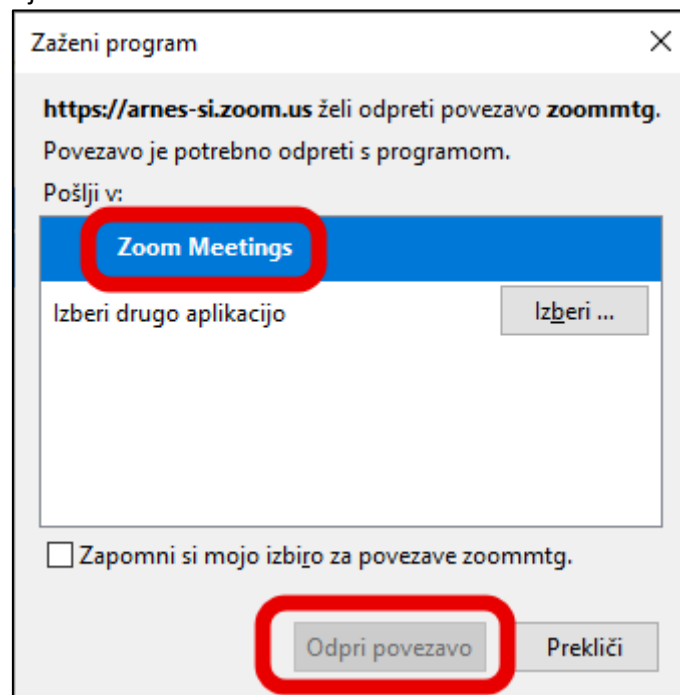 Zaženi program
https://arnes-si.zoom.us želi odpreti povezavo zoommtg.
Povezavo je potrebno odpreti s programom.
Pošlji v:
Zoom Meetings
Izberi drugo aplikacijo
Izberi ...
Zapomni si mojo izbiro za povezave zoommtg.
Odpri povezavo
Prekliči